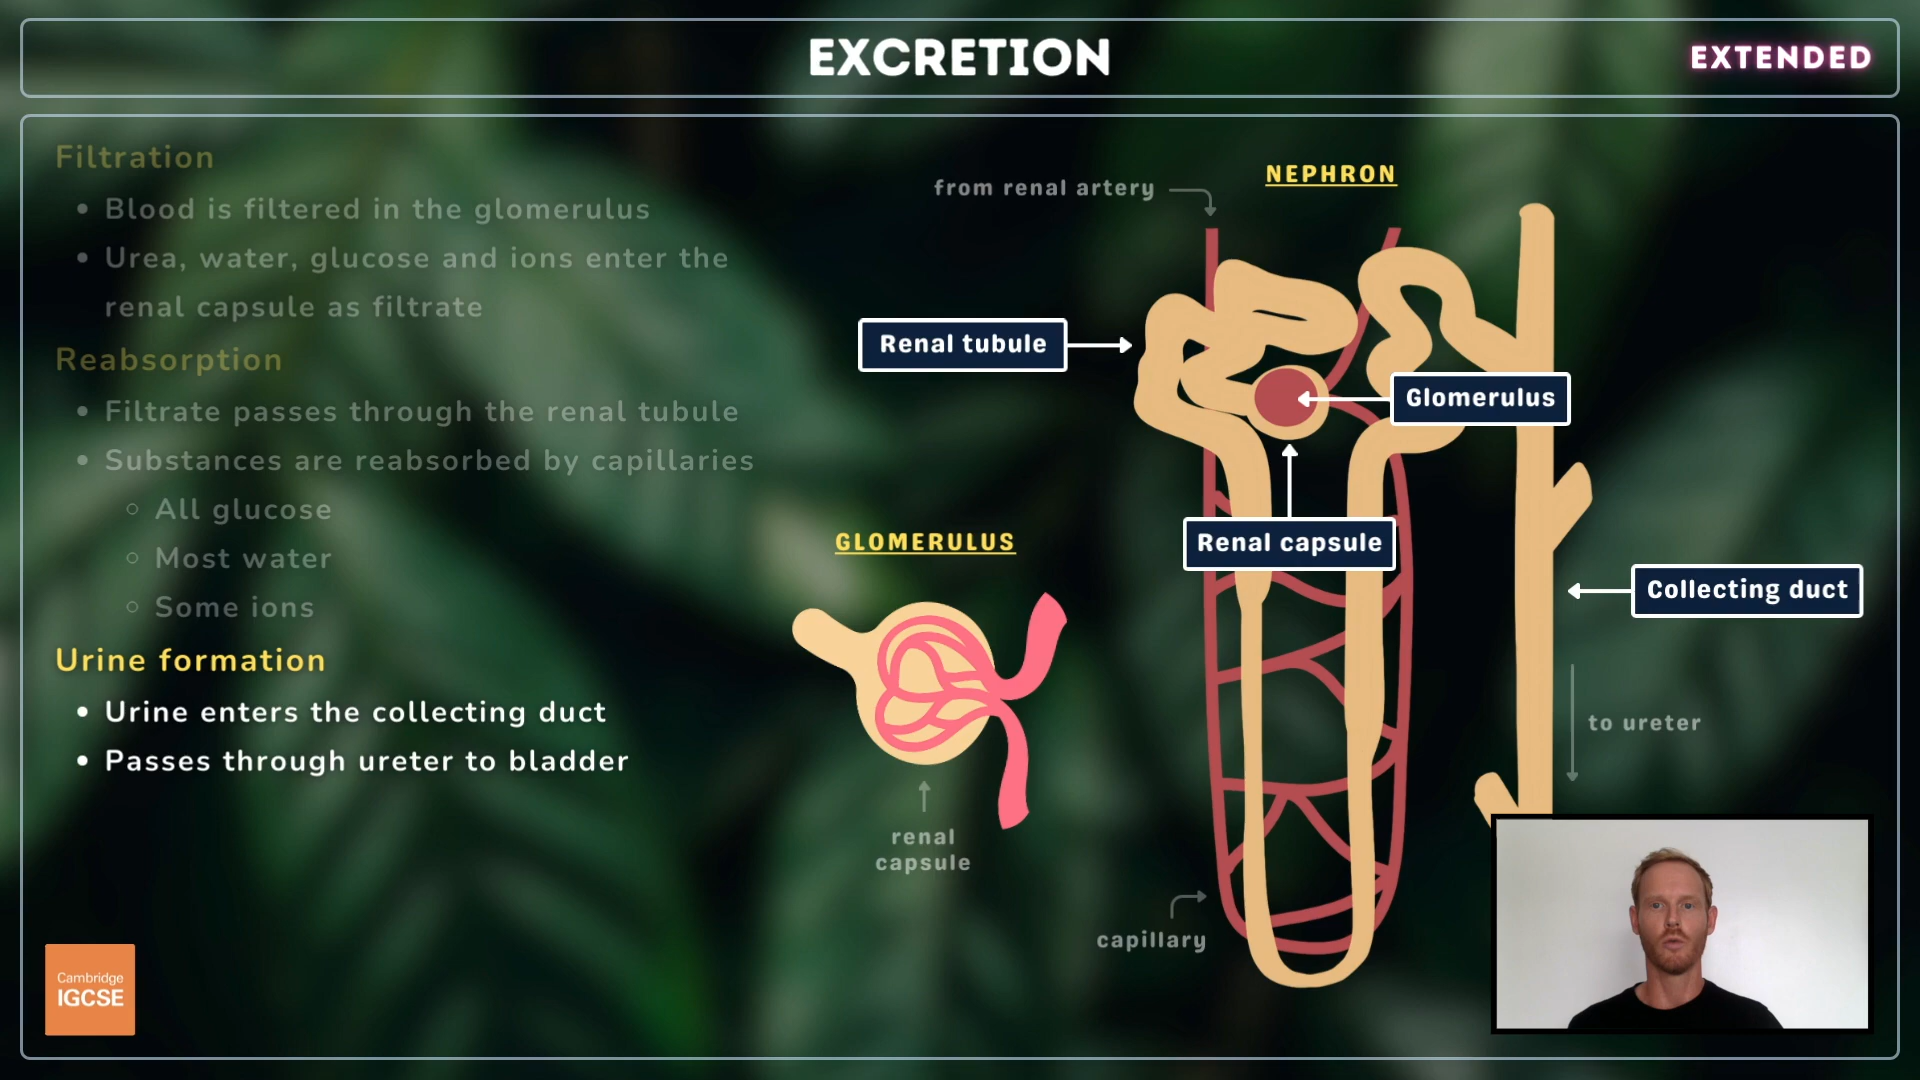 EXCRETION
EXTENDED
Filtration
• Blood is filtered in the glomerulus
• Urea, water, glucose and ions enter the
renal capsule as filtrate
Reabsorption
• Filtrate passes through the renal tubule
• Substances are reabsorbed by capillaries
○ All glucose
○ Most water
○ Some ions
Urine formation
• Urine enters the collecting duct
• Passes through ureter to bladder
NEPHRON
from renal artery
Renal tubule
Glomerulus
Renal capsule
Collecting duct
to ureter
capillary
GLOMERULUS
renal
capsule
Cambridge
IGCSE